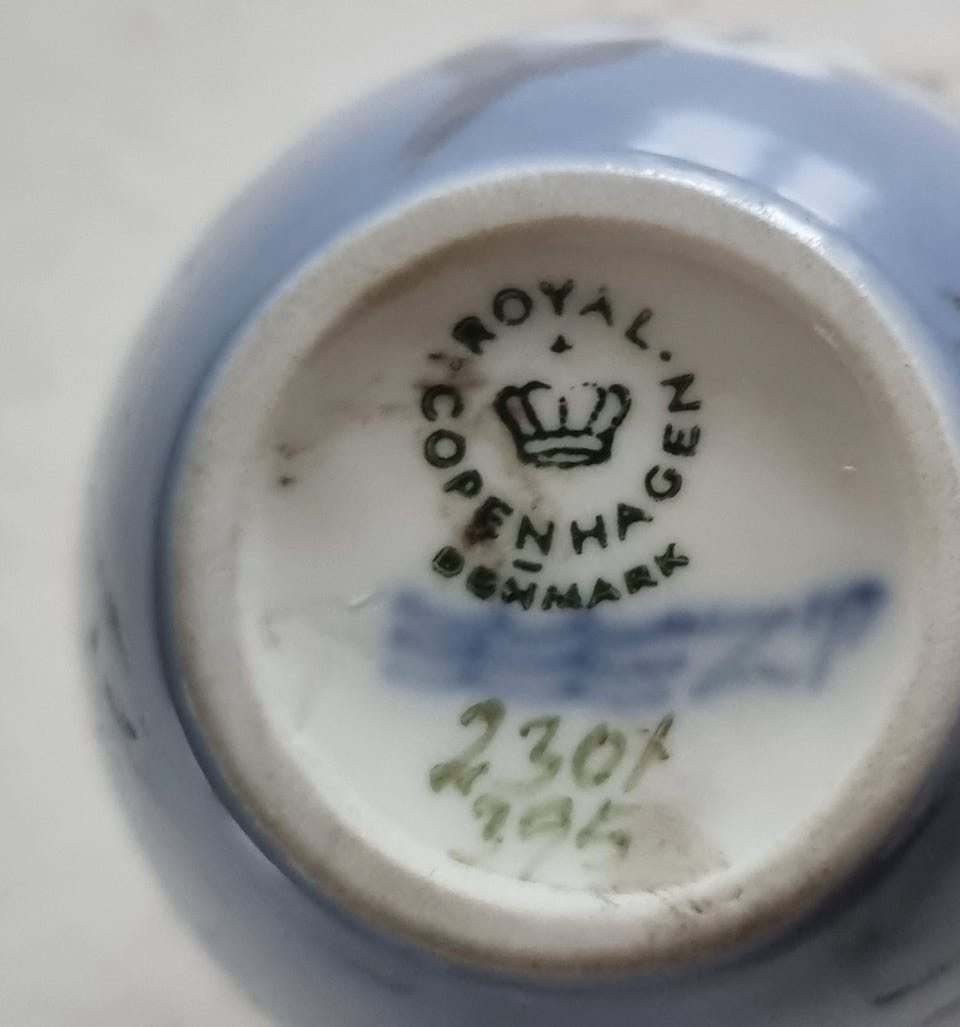 ROYAL.
COPENHAGEN
DENMARK
2301